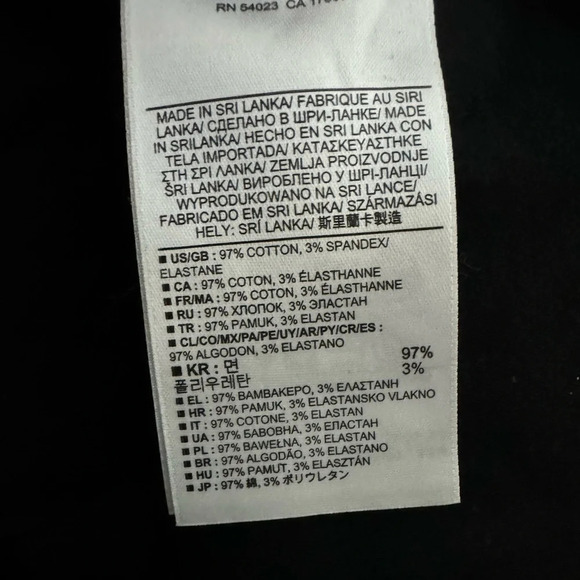 RN 54023 CA
MADE IN SRI LANKA/ FABRIQUE AU SIRI
LANKA/ СДЕЛАНО В ШРИ-ЛАНКЕ/ MADE
IN SRILANKA/ HECHO EN SRI LANKA CON
TELA IMPORTADA/ ΚΑΤΑΣΚΕΥΑΣΤΗΚΕ
ΣΤΗ ΣΡΙ ΛΑΝΚΑ/ ZEMLJA PROIZVODNJE
ŠRI LANKA/ ВИРОБЛЕНО У ШРІ-ЛАНЦІ/
WYPRODUKOWANO NA SRI LANCE/
FABRICADO EM SRI LANKA/ SZÁRMAZÁSI
HELY: SRÍ LANKA/ 斯里蘭卡製造
■ US/GB : 97% COTTON, 3% SPANDEX/
ELASTANE
■ CA : 97% COTON, 3% ÉLASTHANNE
■ FR/MA : 97% COTON, 3% ÉLASTHANNE
■ RU : 97% ХЛОПОК, 3% ЭЛАСТАН
■ TR : 97% PAMUK, 3% ELASTAN
■ CL/CO/MX/PA/PE/UY/AR/PY/CR/ES :
97% ALGODON, 3% ELASTANO
■ KR : 면 97%
폴리우레탄 3%
■ EL : 97% ΒΑΜΒΑΚΕΡΟ, 3% ΕΛΑΣΤΑΝΗ
■ HR : 97% PAMUK, 3% ELASTANSKO VLAKNO
■ IT : 97% COTONE, 3% ELASTAN
■ UA : 97% БАВОВНА, 3% ЕЛАСТАН
■ PL : 97% BAWEŁNA, 3% ELASTAN
■ BR : 97% ALGODÃO, 3% ELASTANO
■ HU : 97% PAMUT, 3% ELASZTÁN
■ JP : 97% 綿, 3% ポリウレタン